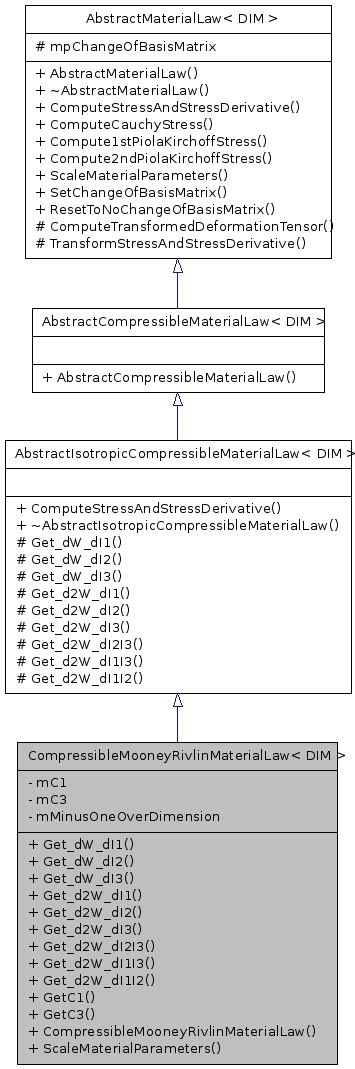 AbstractMaterialLaw< DIM >
# mpChangeOfBasisMatrix
+ AbstractMaterialLaw()
+ ~AbstractMaterialLaw()
+ ComputeStressAndStressDerivative()
+ ComputeCauchyStress()
+ Compute1stPiolaKirchoffStress()
+ Compute2ndPiolaKirchoffStress()
+ ScaleMaterialParameters()
+ SetChangeOfBasisMatrix()
+ ResetToNoChangeOfBasisMatrix()
# ComputeTransformedDeformationTensor()
# TransformStressAndStressDerivative()
AbstractCompressibleMaterialLaw< DIM >
+ AbstractCompressibleMaterialLaw()
AbstractIsotropicCompressibleMaterialLaw< DIM >
+ ComputeStressAndStressDerivative()
+ ~AbstractIsotropicCompressibleMaterialLaw()
# Get_dW_dI1()
# Get_dW_dI2()
# Get_dW_dI3()
# Get_d2W_dI1()
# Get_d2W_dI2()
# Get_d2W_dI3()
# Get_d2W_dI2I3()
# Get_d2W_dI1I3()
# Get_d2W_dI1I2()
CompressibleMooneyRivlinMaterialLaw< DIM >
- mC1
- mC3
- mMinusOneOverDimension
+ Get_dW_dI1()
+ Get_dW_dI2()
+ Get_dW_dI3()
+ Get_d2W_dI1()
+ Get_d2W_dI2()
+ Get_d2W_dI3()
+ Get_d2W_dI2I3()
+ Get_d2W_dI1I3()
+ Get_d2W_dI1I2()
+ GetC1()
+ GetC3()
+ CompressibleMooneyRivlinMaterialLaw()
+ ScaleMaterialParameters()